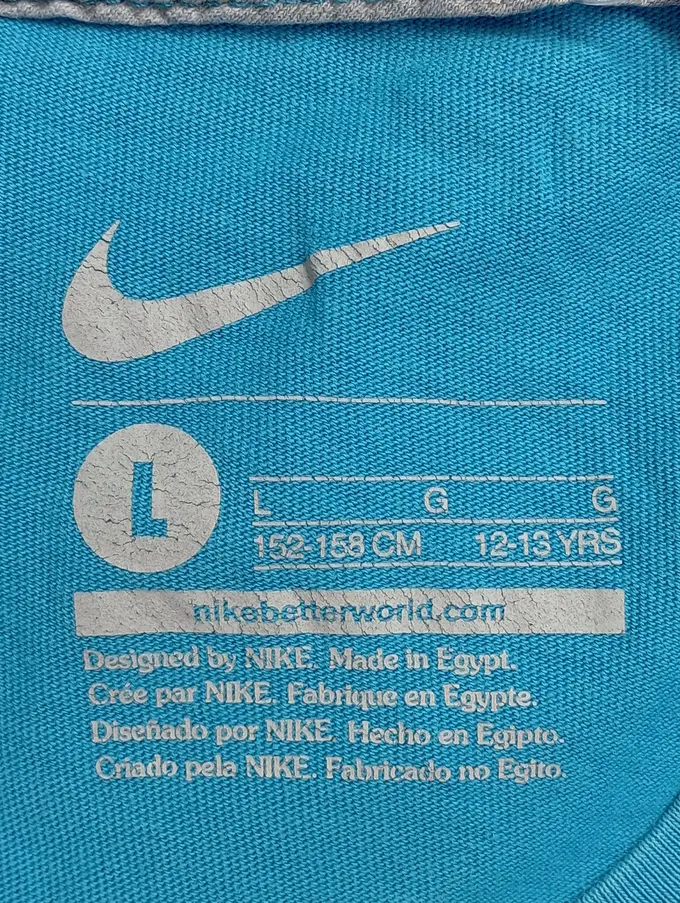 L
L G G
152-158 CM 12-13 YRS
nikebetterworld.com
Designed by NIKE. Made in Egypt.
Crée par NIKE. Fabrique en Egypte.
Diseñado por NIKE. Hecho en Egipto.
Criado pela NIKE. Fabricado no Egito.